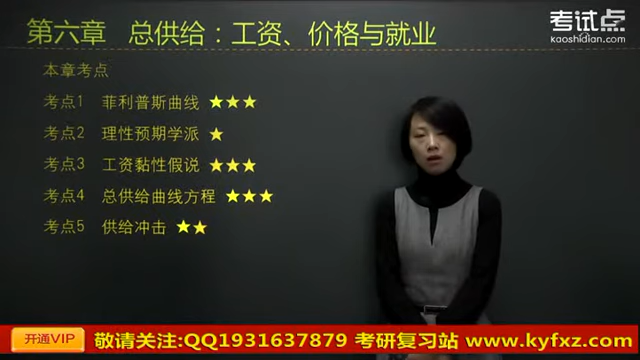 第六章 总供给：工资、价格与就业
考试点
kaoshidian.com
本章考点
考点1 菲利普斯曲线 ★★★
考点2 理性预期学派 ★
考点3 工资黏性假说 ★★★
考点4 总供给曲线方程 ★★★
考点5 供给冲击 ★★
开通VIP 敬请关注:QQ1931637879 考研复习站 www.kyfxz.com